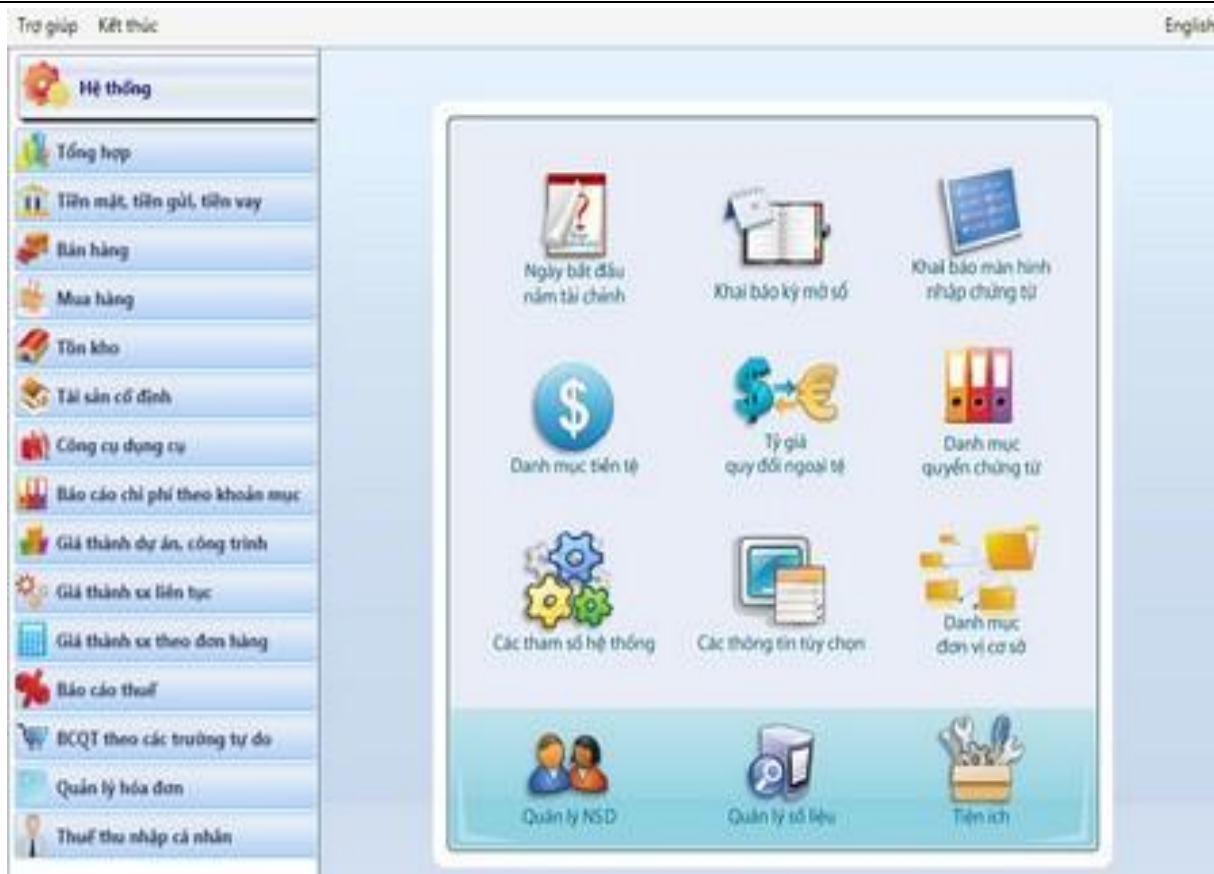 Trợ giúp Kết thúc
English
Hệ thống
Tổng hợp
Tiền mặt, tiền gửi, tiền vay
Bán hàng
Mua hàng
Tồn kho
Tài sản cố định
Công cụ dụng cụ
Báo cáo chi phí theo khoản mục
Giá thành dự án, công trình
Giá thành sx liên tục
Giá thành sx theo đơn hàng
Báo cáo thuế
BCQT theo các trường tự do
Quản lý hóa đơn
Thuế thu nhập cá nhân
Ngày bắt đầu
năm tài chính
Khai báo kỳ mở sổ
Khai báo màn hình
nhập chứng từ
Danh mục tiền tệ
Tỷ giá
quy đổi ngoại tệ
Danh mục
quyển chứng từ
Các tham số hệ thống
Các thông tin tùy chọn
Danh mục
đơn vị cơ sở
Quản lý NSD
Quản lý số liệu
Tiện ích